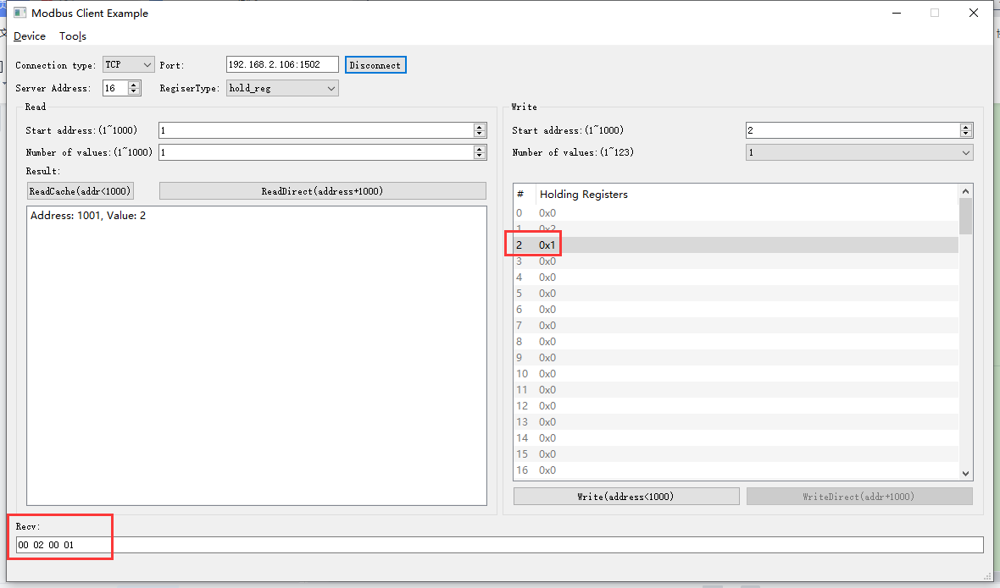 Modbus Client Example
Device Tools
Connection type: TCP Port: 192.168.2.106:1502 Disconnect
Server Address: 16 RegiserType: hold_reg
Read
Start address:(1~1000) 1
Number of values:(1~1000) 1
Result:
ReadCache(addr<1000) ReadDirect(address+1000)
Address: 1001, Value: 2
Write
Start address:(1~1000) 2
Number of values:(1~123) 1
# Holding Registers
0 0x0
1 0x2
2 0x1
3 0x0
4 0x0
5 0x0
6 0x0
7 0x0
8 0x0
9 0x0
10 0x0
11 0x0
12 0x0
13 0x0
14 0x0
15 0x0
16 0x0
Write(address<1000) WriteDirect(addr+1000)
Recv:
00 02 00 01